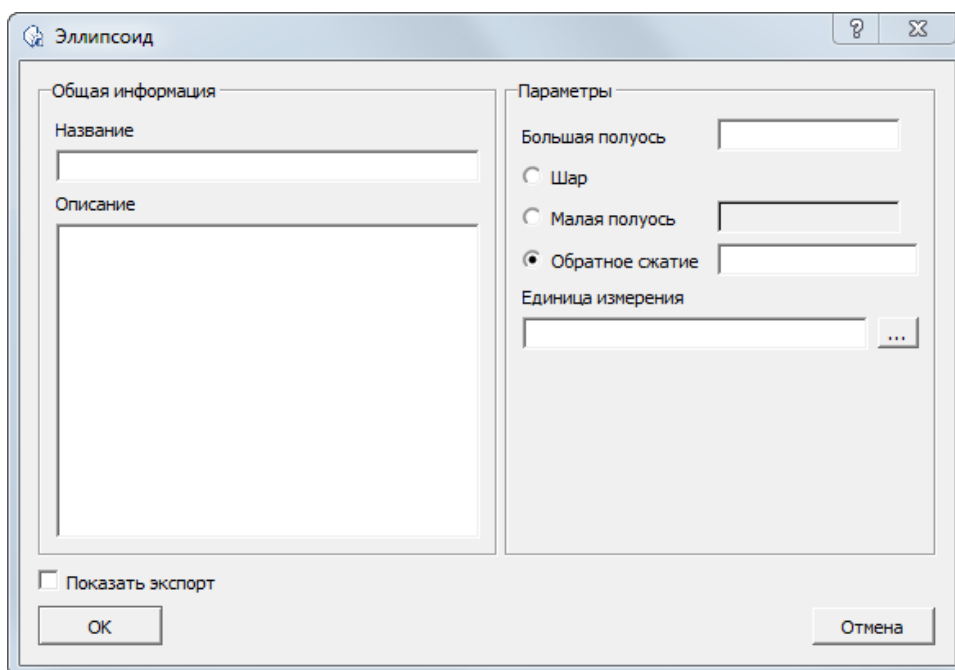 Эллипсоид
Общая информация
Название
Описание
Параметры
Большая полуось
Шар
Малая полуось
Обратное сжатие
Единица измерения
...
Показать экспорт
OK
Отмена